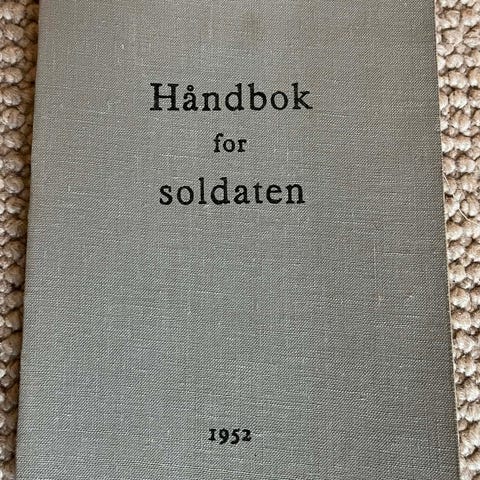 Håndbok
for
soldaten
1952